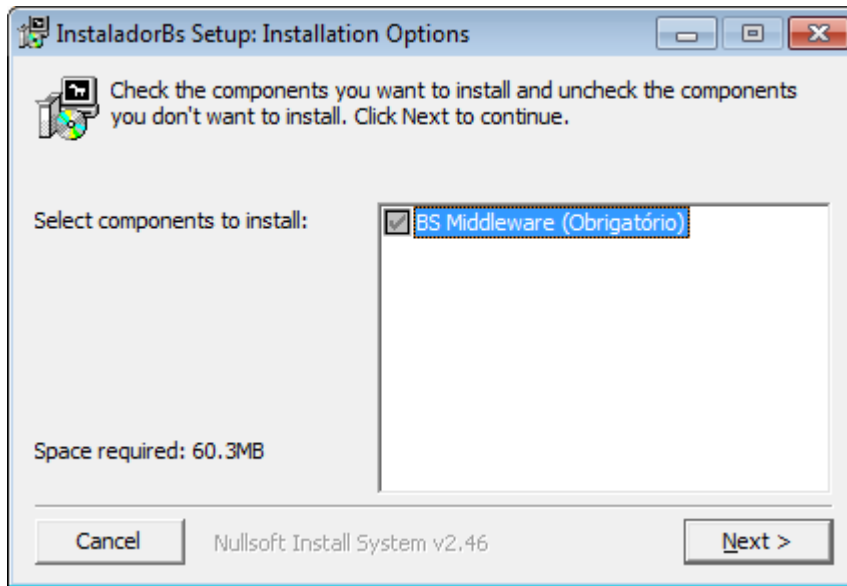 InstaladorBs Setup: Installation Options
Check the components you want to install and uncheck the components
you don't want to install. Click Next to continue.
Select components to install:
BS Middleware (Obrigatório)
Space required: 60.3MB
Cancel
Nullsoft Install System v2.46
Next >